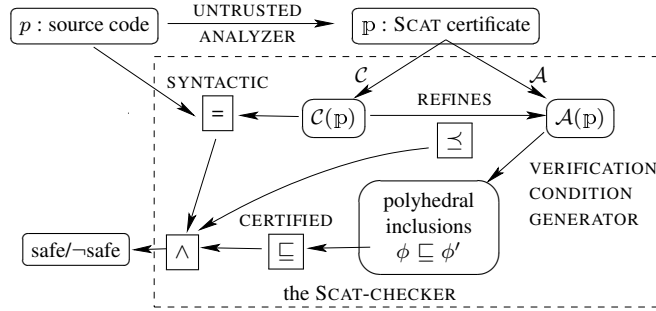 p : source code
UNTRUSTED
ANALYZER
𝕡 : SCAT certificate
SYNTACTIC
𝒞
𝒜
=
𝒞(𝕡)
REFINES
𝒜(𝕡)
⪯
VERIFICATION
CONDITION
GENERATOR
polyhedral
inclusions
ϕ ⊑ ϕ′
CERTIFIED
safe/¬safe
∧
⊑
the SCAT-CHECKER